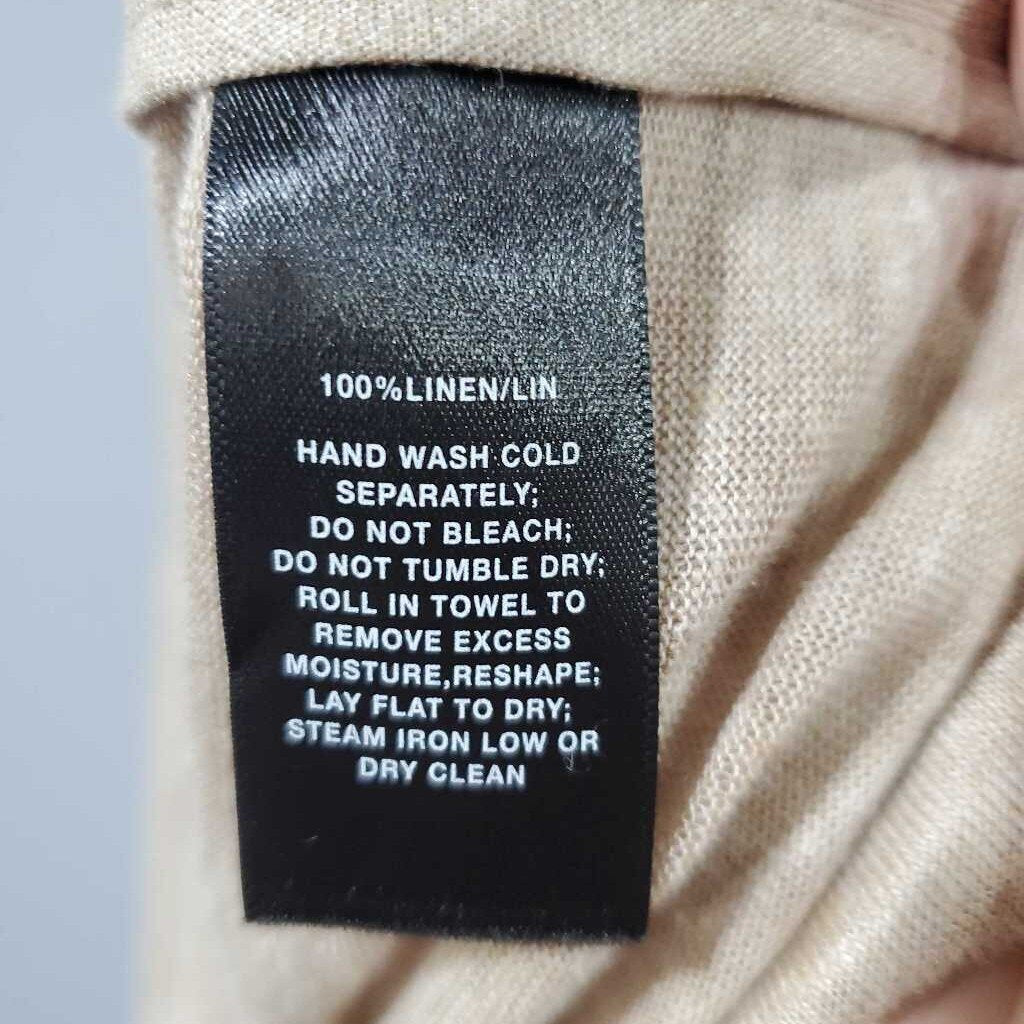 100%LINEN/LIN
HAND WASH COLD
SEPARATELY;
DO NOT BLEACH;
DO NOT TUMBLE DRY;
ROLL IN TOWEL TO
REMOVE EXCESS
MOISTURE,RESHAPE;
LAY FLAT TO DRY;
STEAM IRON LOW OR
DRY CLEAN